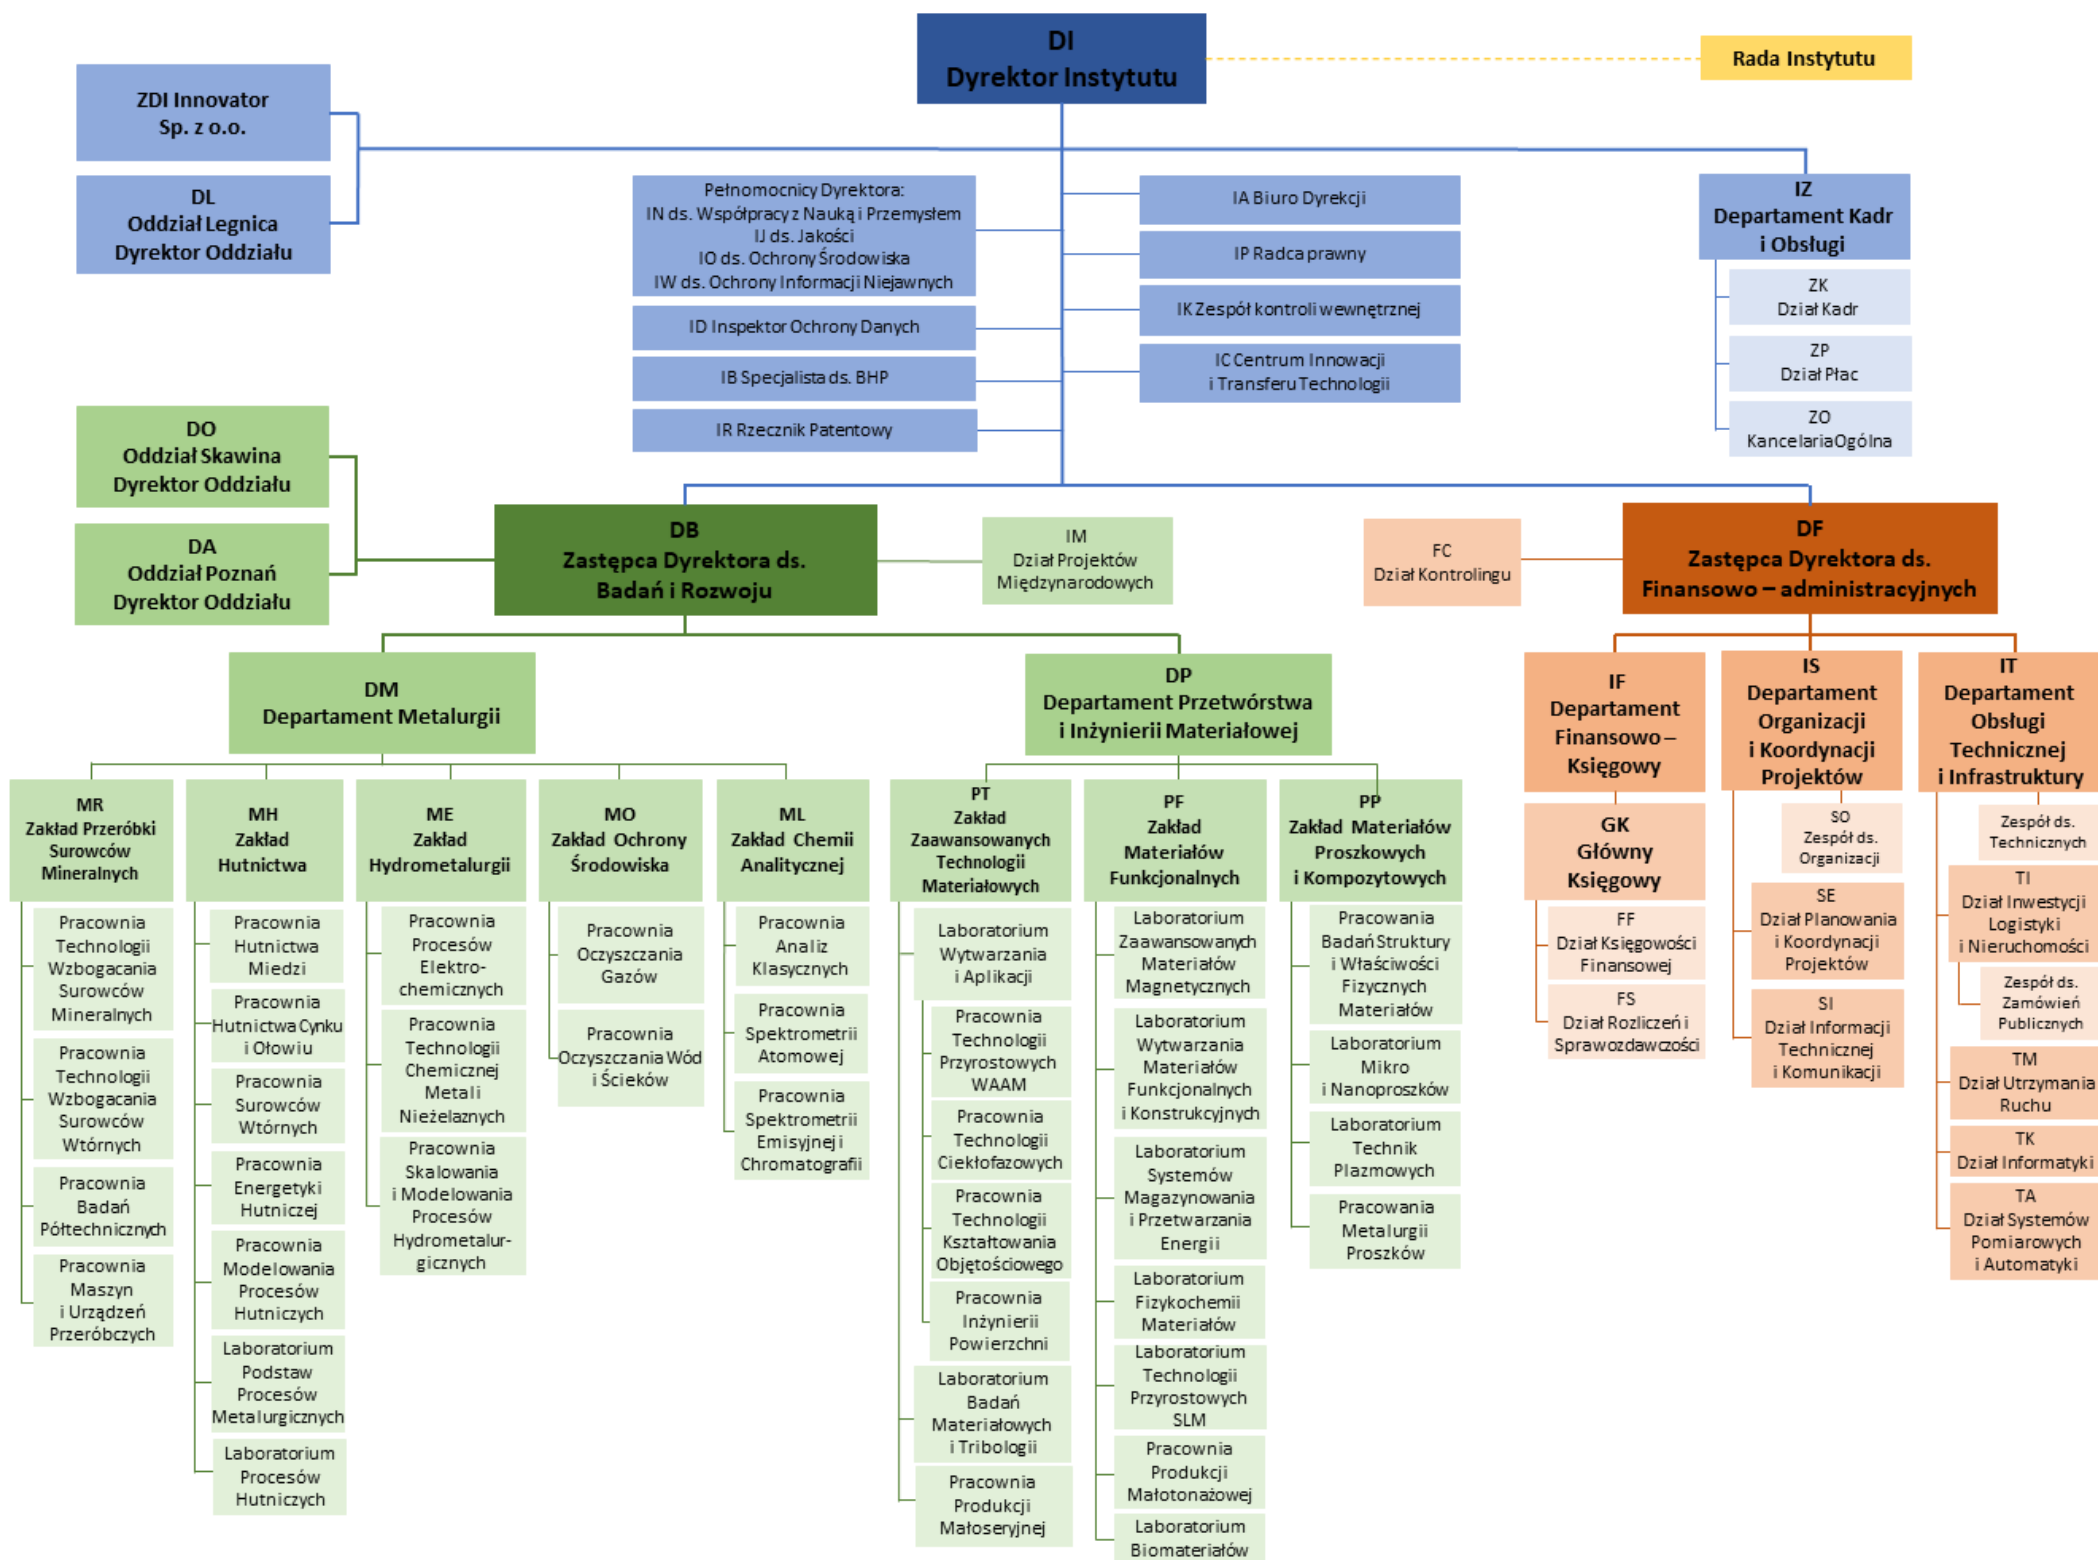 DI
Dyrektor Instytutu
Rada Instytutu
ZDI Innovator
Sp. z o.o.
DL
Oddział Legnica
Dyrektor Oddziału
Pełnomocnicy Dyrektora:
IN ds. Współpracy z Nauką i Przemysłem
IJ ds. Jakości
IO ds. Ochrony Środowiska
IW ds. Ochrony Informacji Niejawnych
ID Inspektor Ochrony Danych
IB Specjalista ds. BHP
IR Rzecznik Patentowy
IA Biuro Dyrekcji
IP Radca prawny
IK Zespół kontroli wewnętrznej
IC Centrum Innowacji
i Transferu Technologii
IZ
Departament Kadr
i Obsługi
ZK
Dział Kadr
ZP
Dział Płac
ZO
Kancelaria Ogólna
DO
Oddział Skawina
Dyrektor Oddziału
DA
Oddział Poznań
Dyrektor Oddziału
DB
Zastępca Dyrektora ds.
Badań i Rozwoju
IM
Dział Projektów
Międzynarodowych
FC
Dział Kontrolingu
DF
Zastępca Dyrektora ds.
Finansowo – administracyjnych
DM
Departament Metalurgii
DP
Departament Przetwórstwa
i Inżynierii Materiałowej
IF
Departament
Finansowo –
Księgowy
IS
Departament
Organizacji
i Koordynacji
Projektów
IT
Departament
Obsługi
Technicznej
i Infrastruktury
MR
Zakład Przeróbki
Surowców
Mineralnych
Pracownia
Technologii
Wzbogacania
Surowców
Mineralnych
Pracownia
Technologii
Wzbogacania
Surowców
Wtórnych
Pracownia
Badań
Półtechnicznych
Pracownia
Maszyn
i Urządzeń
Przeróbczych
MH
Zakład
Hutnictwa
Pracownia
Hutnictwa
Miedzi
Pracownia
Hutnictwa Cynku
i Ołowiu
Pracownia
Surowców
Wtórnych
Pracownia
Energetyki
Hutniczej
Pracownia
Modelowania
Procesów
Hutniczych
Laboratorium
Podstaw
Procesów
Metalurgicznych
Laboratorium
Procesów
Hutniczych
ME
Zakład
Hydrometalurgii
Pracownia
Procesów
Elektro-
chemicznych
Pracownia
Technologii
Chemicznej
Metali
Nieżelaznych
Pracownia
Skalowania
i Modelowania
Procesów
Hydrometalur-
gicznych
MO
Zakład Ochrony
Środowiska
Pracownia
Oczyszczania
Gazów
Pracownia
Oczyszczania Wód
i Ścieków
ML
Zakład Chemii
Analitycznej
Pracownia
Analiz
Klasycznych
Pracownia
Spektrometrii
Atomowej
Pracownia
Spektrometrii
Emisyjnej i
Chromatografii
PT
Zakład
Zaawansowanych
Technologii
Materiałowych
Laboratorium
Wytwarzania
i Aplikacji
Pracownia
Technologii
Przyrostowych
WAAM
Pracownia
Technologii
Ciekłofazowych
Pracownia
Technologii
Kształtowania
Objętościowego
Pracownia
Inżynierii
Powierzchni
Laboratorium
Badań
Materiałowych
i Tribologii
Pracownia
Produkcji
Małoseryjnej
PF
Zakład
Materiałów
Funkcjonalnych
Laboratorium
Zaawansowanych
Materiałów
Magnetycznych
Laboratorium
Wytwarzania
Materiałów
Funkcjonalnych
i Konstrukcyjnych
Laboratorium
Systemów
Magazynowania
i Przetwarzania
Energii
Laboratorium
Fizykochemii
Materiałów
Laboratorium
Technologii
Przyrostowych
SLM
Pracownia
Produkcji
Małotonażowej
Laboratorium
Biomateriałów
PP
Zakład Materiałów
Proszkowych
i Kompozytowych
Pracowania
Badań Struktury
i Właściwości
Fizycznych
Materiałów
Laboratorium
Mikro
i Nanoproszków
Laboratorium
Technik
Plazmowych
Pracowania
Metalurgii
Proszków
GK
Główny
Księgowy
FF
Dział Księgowości
Finansowej
FS
Dział Rozliczeń i
Sprawozdawczości
SO
Zespół ds.
Organizacji
SE
Dział Planowania
i Koordynacji
Projektów
SI
Dział Informacji
Technicznej
i Komunikacji
Zespół ds.
Technicznych
TI
Dział Inwestycji
Logistyki
i Nieruchomości
Zespół ds.
Zamówień
Publicznych
TM
Dział Utrzymania
Ruchu
TK
Dział Informatyki
TA
Dział Systemów
Pomiarowych
i Automatyki